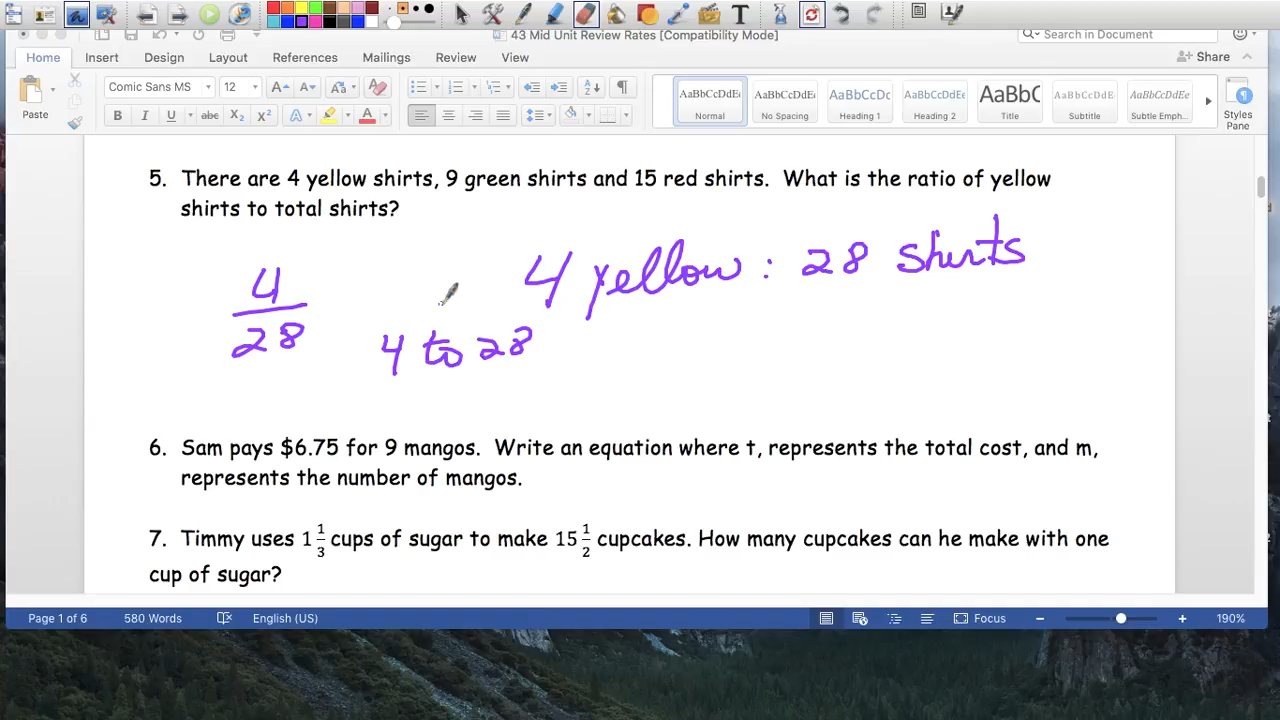 43 Mid Unit Review Rates [Compatibility Mode]
Search in Document
Home Insert Design Layout References Mailings Review View
Share
Paste
Comic Sans MS 12
B I U abc X₂ X² A A
AaBbCcDdE AaBbCcDdE AaBbCcDc AaBbCcDdE AaBbC AaBbCcDdE AaBbCcDdEe
Normal No Spacing Heading 1 Heading 2 Title Subtitle Subtle Emph...
Styles
Pane
5. There are 4 yellow shirts, 9 green shirts and 15 red shirts. What is the ratio of yellow
shirts to total shirts?
4 yellow : 28 shirts
4/28
4 to 28
6. Sam pays $6.75 for 9 mangos. Write an equation where t, represents the total cost, and m,
represents the number of mangos.
7. Timmy uses 1 1/3 cups of sugar to make 15 1/2 cupcakes. How many cupcakes can he make with one
cup of sugar?
Page 1 of 6 580 Words English (US) Focus 190%